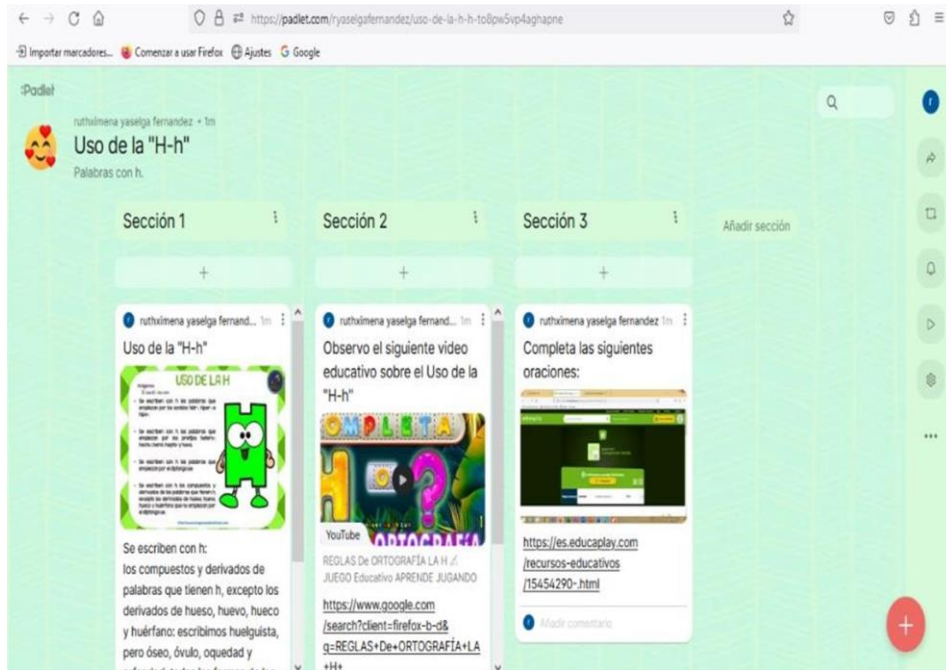 https://padlet.com/ryaselgafernandez/uso-de-la-h-h-to8pw5vp4aghapne
Importar marcadores...
Comenzar a usar Firefox
Ajustes
G Google
:Padlet
ruthximena yaselga fernandez • 1m
Uso de la "H-h"
Palabras con h.
Sección 1
Sección 2
Sección 3
Añadir sección
ruthximena yaselga fernand... 1m
Uso de la "H-h"
USO DE LA H
Se escriben con h:
los compuestos y derivados de
palabras que tienen h, excepto los
derivados de hueso, huevo, hueco
y huérfano: escribimos huelguista,
pero óseo, óvulo, oquedad y
ruthximena yaselga fernand... 1m
Observo el siguiente video
educativo sobre el Uso de la
"H-h"
COMPLETA
H-?
ORTOGRAFÍA
YouTube
REGLAS De ORTOGRAFÍA LA H
JUEGO Educativo APRENDE JUGANDO
https://www.google.com
/search?client=firefox-b-d&
q=REGLAS+De+ORTOGRAFÍA+LA
+H+
ruthximena yaselga fernandez 1m
Completa las siguientes
oraciones:
https://es.educaplay.com
/recursos-educativos
/15454290-.html
Añadir comentario